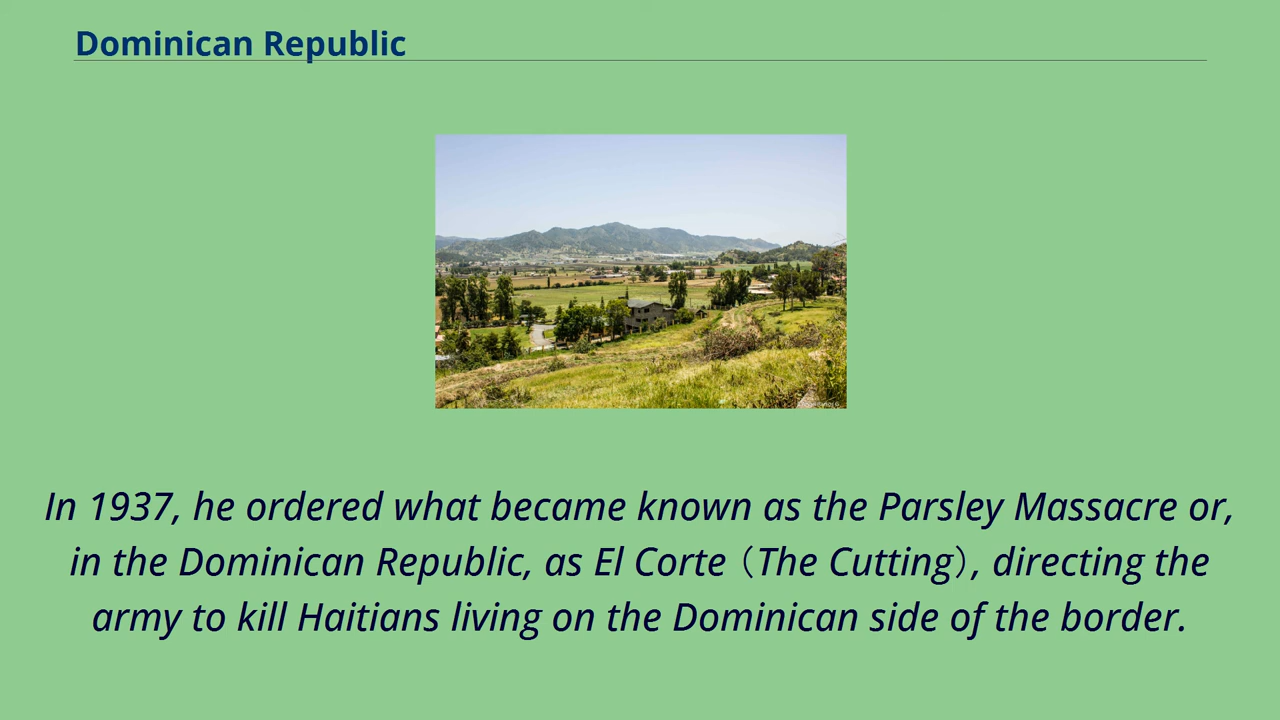 Dominican Republic
In 1937, he ordered what became known as the Parsley Massacre or,
in the Dominican Republic, as El Corte（The Cutting）, directing the
army to kill Haitians living on the Dominican side of the border.